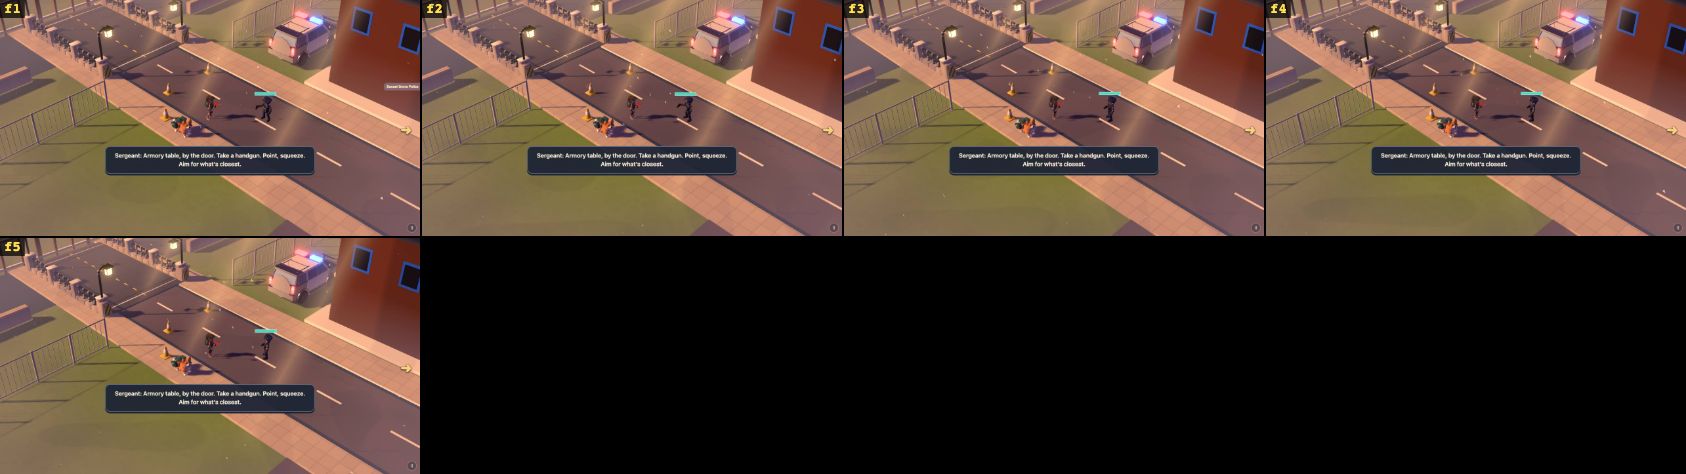 f1
f2
f3
f4
Sunset Grove Police
Sergeant: Armory table, by the door. Take a handgun. Point, squeeze.
Aim for what's closest.
Sergeant: Armory table, by the door. Take a handgun. Point, squeeze.
Aim for what's closest.
Sergeant: Armory table, by the door. Take a handgun. Point, squeeze.
Aim for what's closest.
Sergeant: Armory table, by the door. Take a handgun. Point, squeeze.
Aim for what's closest.
f5
Sergeant: Armory table, by the door. Take a handgun. Point, squeeze.
Aim for what's closest.